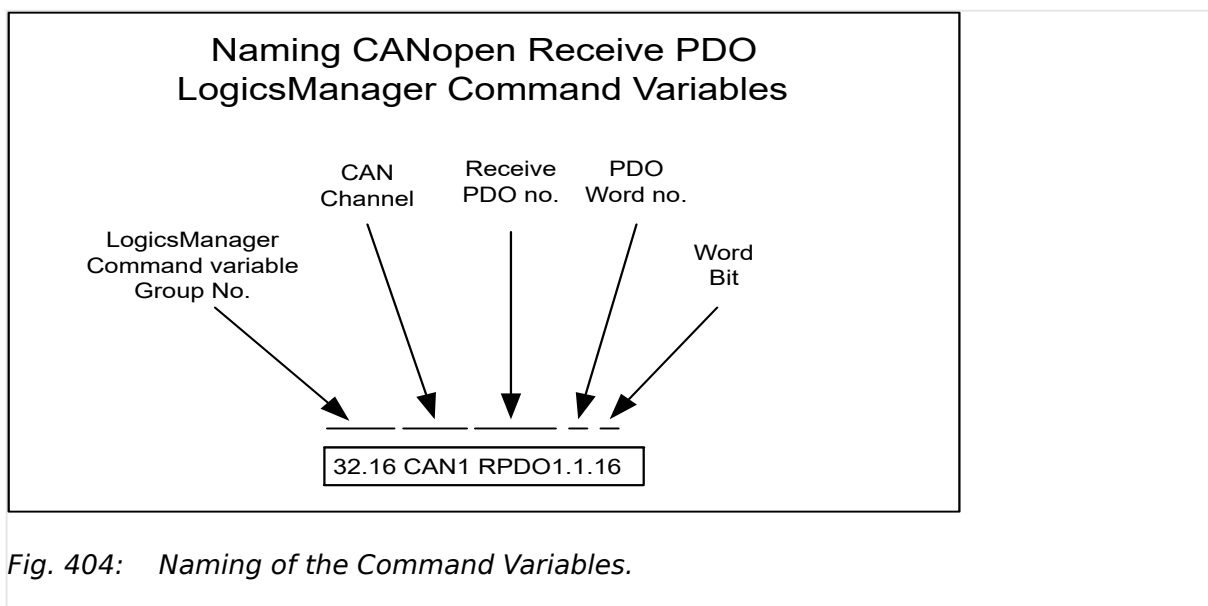 Naming CANopen Receive PDO
LogicsManager Command Variables
CAN
Channel
Receive
PDO no.
PDO
Word no.
LogicsManager
Command variable
Group No.
Word
Bit
32.16 CAN1 RPDO1.1.16
Fig. 404: Naming of the Command Variables.